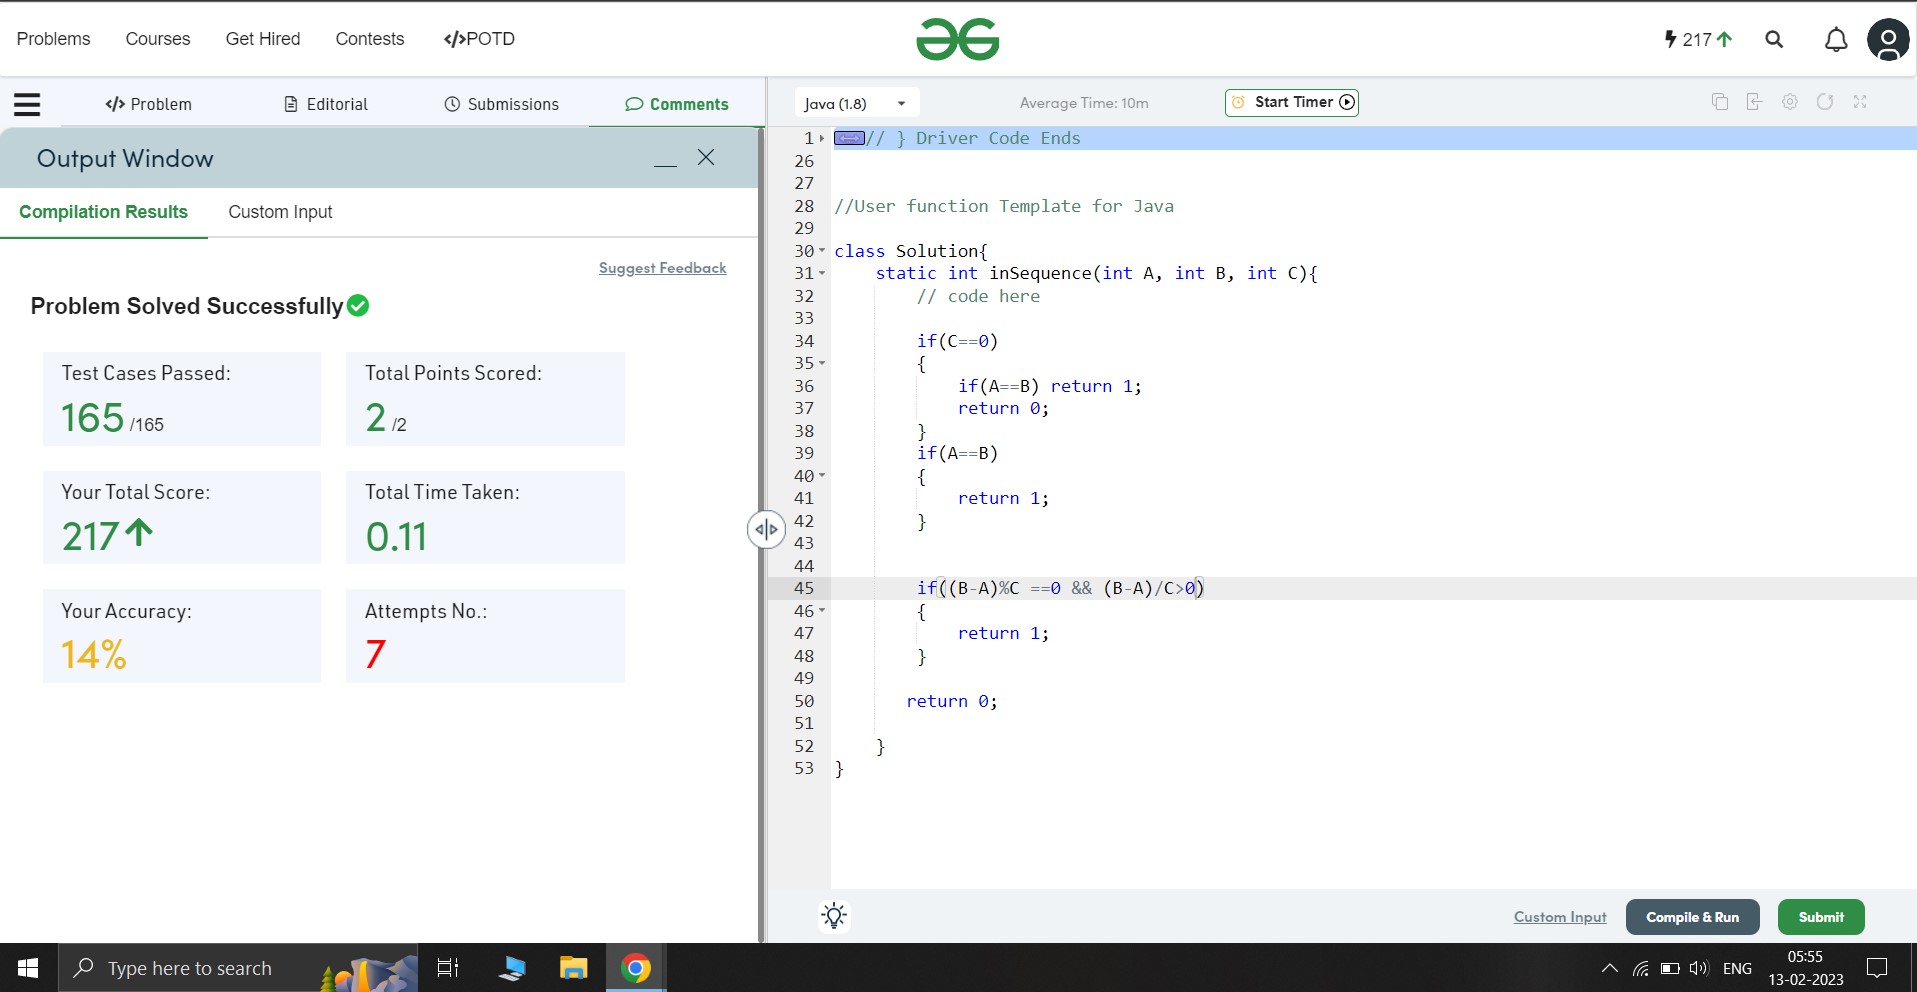 Problems Courses Get Hired Contests </>POTD
217
</> Problem Editorial Submissions Comments
Java (1.8) Average Time: 10m Start Timer
Output Window
Compilation Results Custom Input
Suggest Feedback
Problem Solved Successfully
Test Cases Passed: Total Points Scored:
165 /165 2 /2
Your Total Score: Total Time Taken:
217 0.11
Your Accuracy: Attempts No.:
14% 7
1 // } Driver Code Ends
26
27
28 //User function Template for Java
29
30 class Solution{
31 static int inSequence(int A, int B, int C){
32 // code here
33
34 if(C==0)
35 {
36 if(A==B) return 1;
37 return 0;
38 }
39 if(A==B)
40 {
41 return 1;
42 }
43
44
45 if((B-A)%C ==0 && (B-A)/C>0)
46 {
47 return 1;
48 }
49
50 return 0;
51
52 }
53 }
Custom Input Compile & Run Submit
Type here to search
ENG
05:55
13-02-2023